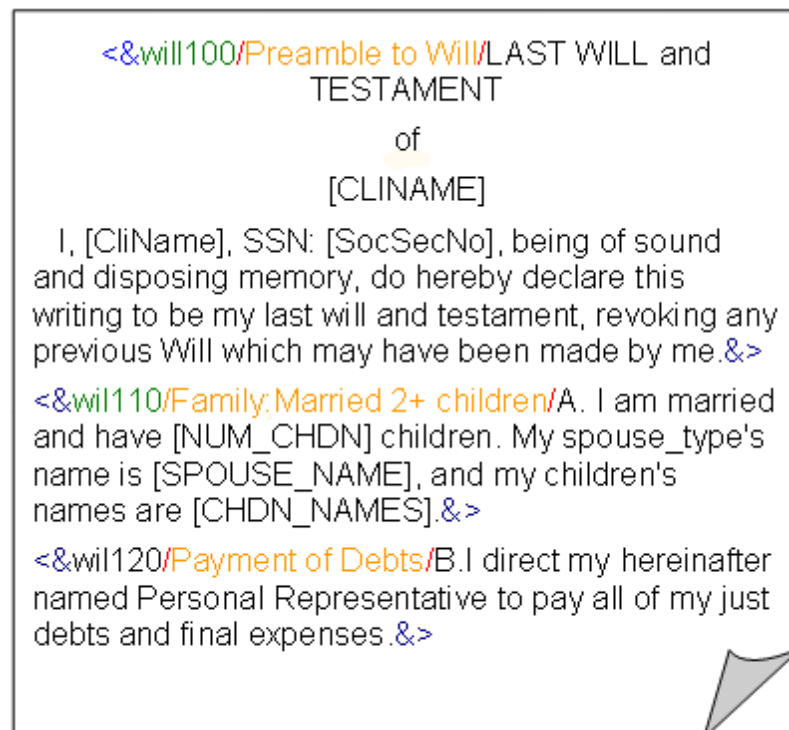 <&will100/Preamble to Will/LAST WILL and
TESTAMENT
of
[CLINAME]
I, [CliName], SSN: [SocSecNo], being of sound
and disposing memory, do hereby declare this
writing to be my last will and testament, revoking any
previous Will which may have been made by me.&>
<&wil110/Family:Married 2+ children/A. I am married
and have [NUM_CHDN] children. My spouse_type's
name is [SPOUSE_NAME], and my children's
names are [CHDN_NAMES].&>
<&wil120/Payment of Debts/B.I direct my hereinafter
named Personal Representative to pay all of my just
debts and final expenses.&>